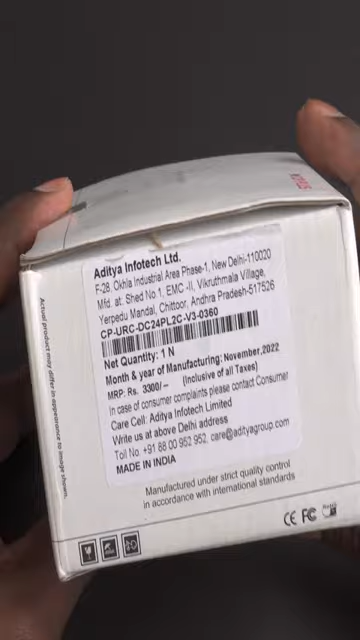 Aditya Infotech Ltd.
F-28, Okhla Industrial Area Phase-1, New Delhi-110020
Mfd. at: Shed No.1, EMC -II, Vikruthmala Village,
Yerpedu Mandal, Chittoor, Andhra Pradesh-517526
CP-URC-DC24PL2C-V3-0360
Net Quantity: 1 N
Month & year of Manufacturing: November,2022
MRP: Rs. 3300/- (Inclusive of all Taxes)
In case of consumer complaints please contact Consumer
Care Cell: Aditya Infotech Limited
Write us at above Delhi address
Toll No. +91 88 00 952 952, care@adityagroup.com
MADE IN INDIA
Manufactured under strict quality control
in accordance with international standards
Actual product may differ in appearance to image shown.
CE FC RoHS